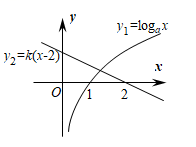 y
y₁=logₐx
y₂=k(x-2)
x
O
1
2